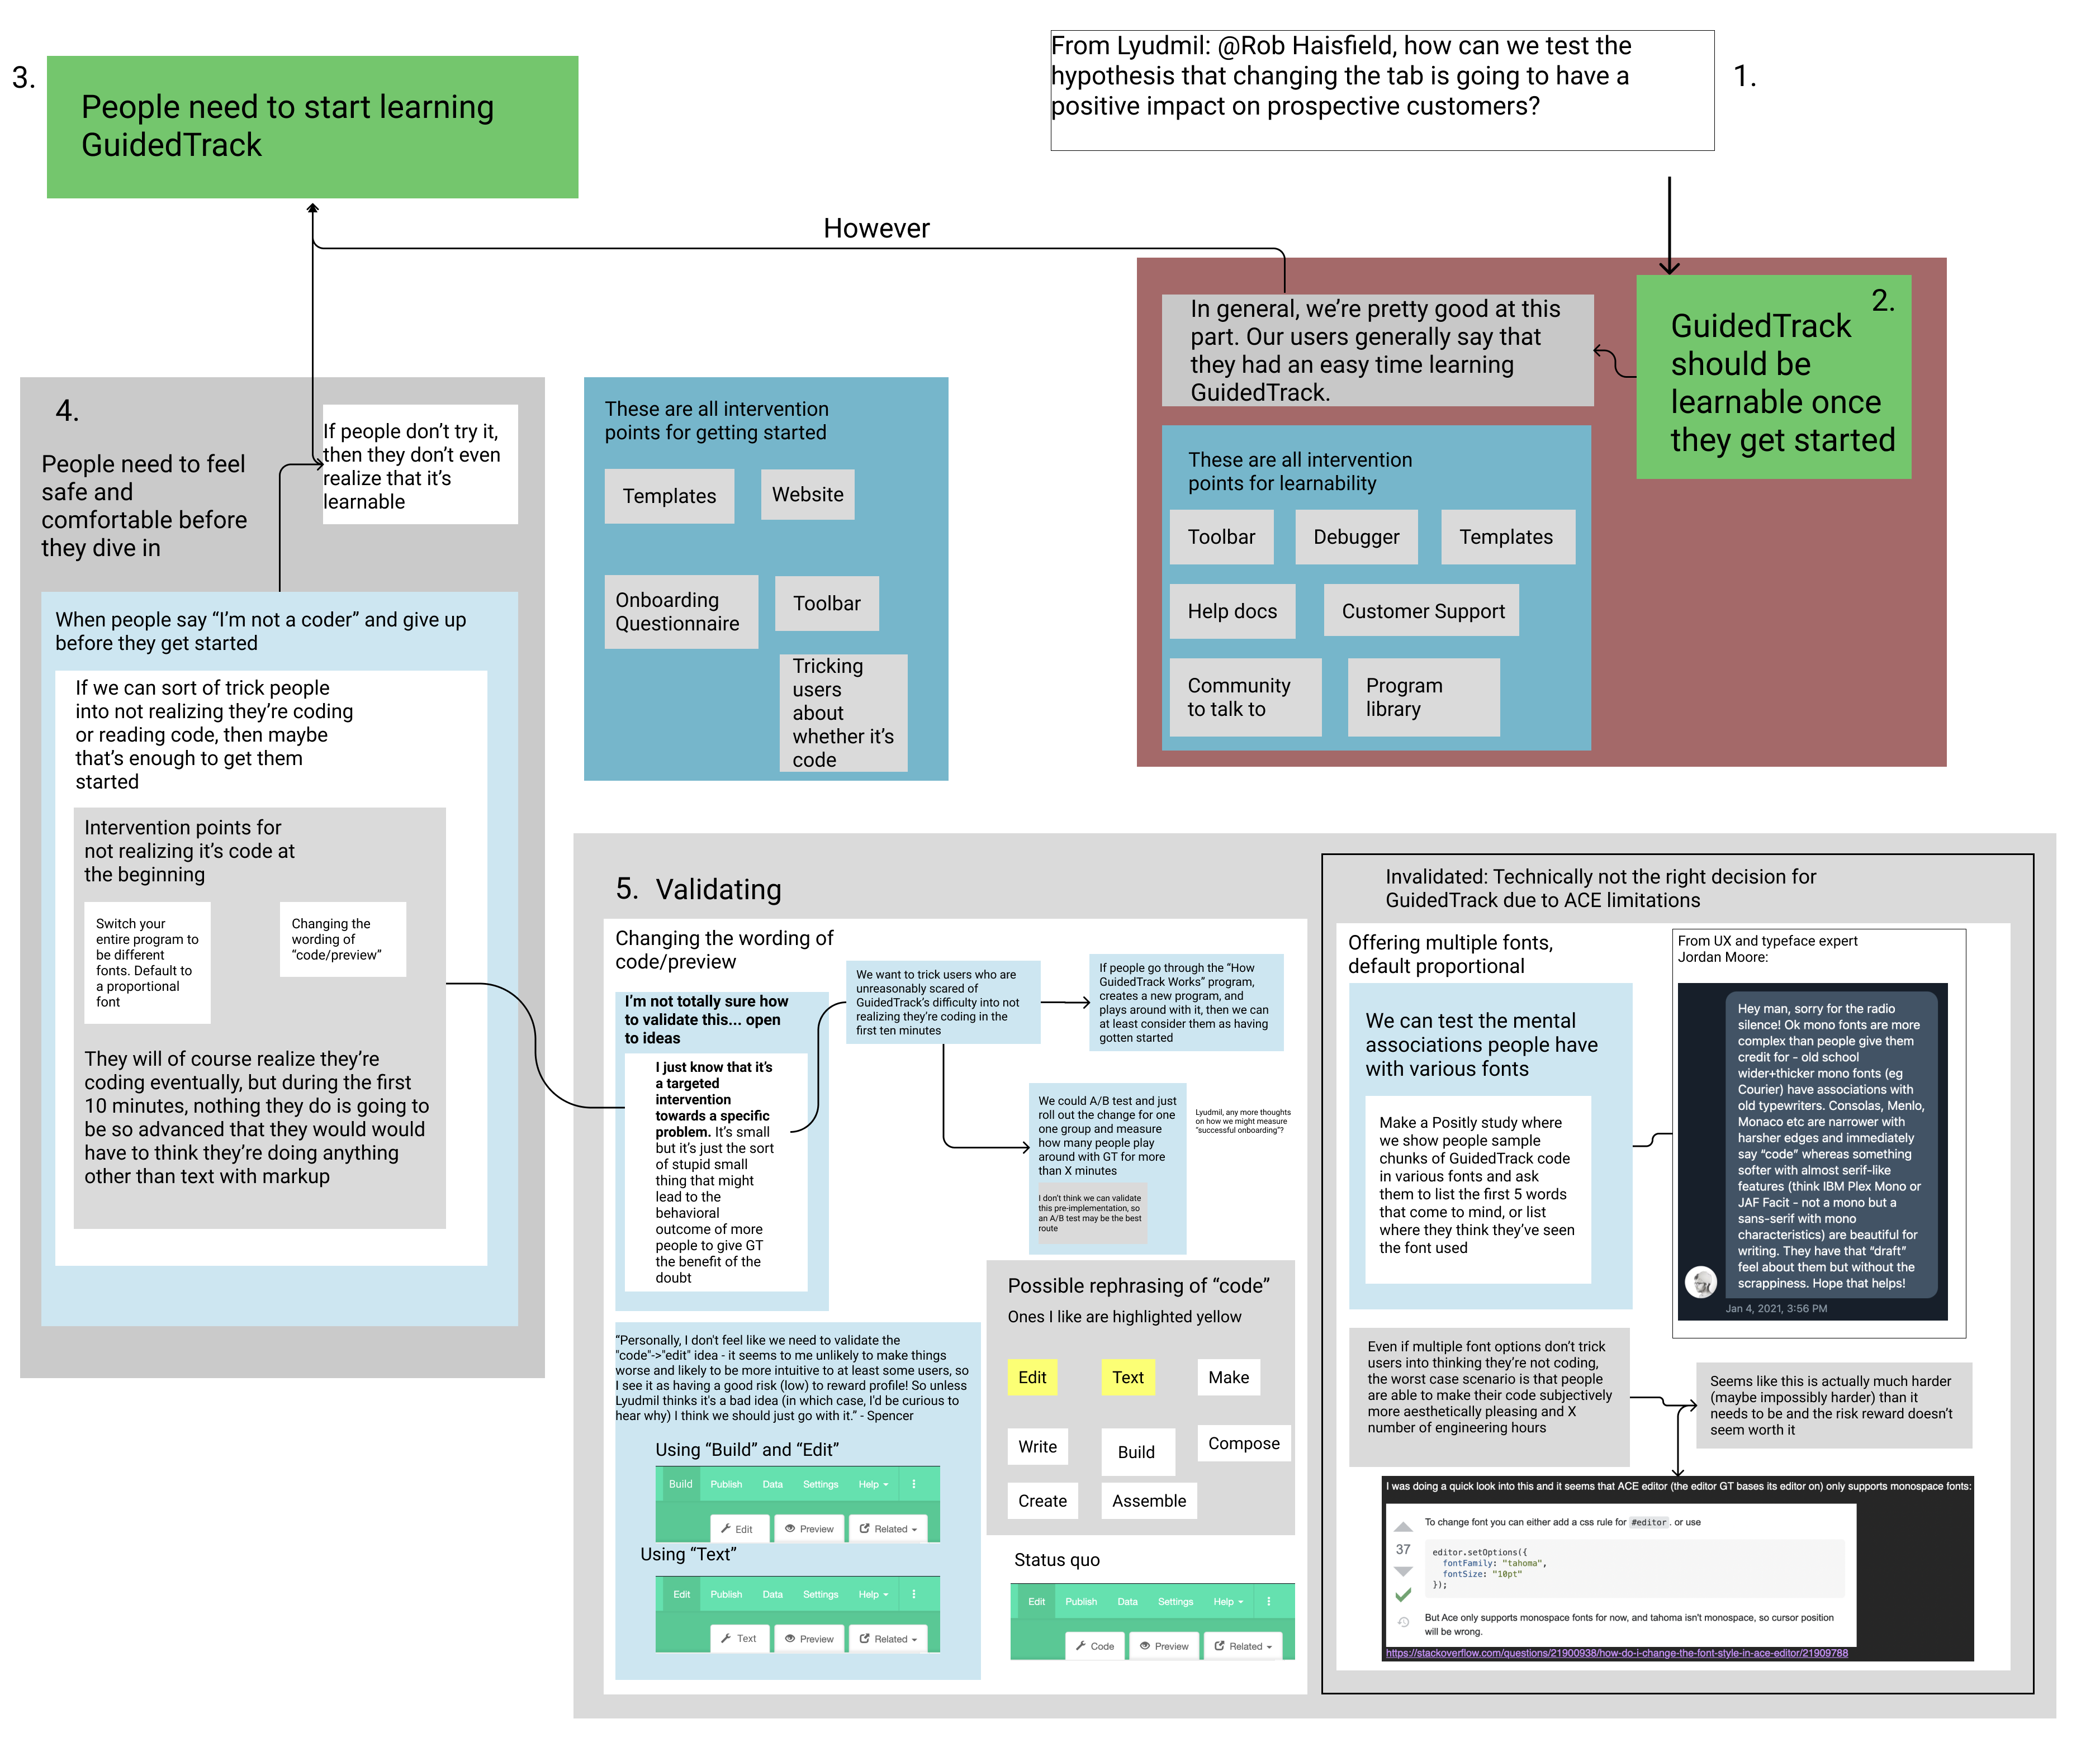 From Lyudmil: @Rob Haisfield, how can we test the
hypothesis that changing the tab is going to have a
positive impact on prospective customers?
1.
3.
People need to start learning
GuidedTrack
However
2.
GuidedTrack
should be
learnable once
they get started
In general, we’re pretty good at this
part. Our users generally say that
they had an easy time learning
GuidedTrack.
These are all intervention
points for learnability
Toolbar
Debugger
Templates
Help docs
Customer Support
Community
to talk to
Program
library
These are all intervention
points for getting started
Templates
Website
Onboarding
Questionnaire
Toolbar
Tricking
users
about
whether it’s
code
4.
People need to feel
safe and
comfortable before
they dive in
If people don’t try it,
then they don’t even
realize that it’s
learnable
When people say “I’m not a coder” and give up
before they get started
If we can sort of trick people
into not realizing they’re coding
or reading code, then maybe
that’s enough to get them
started
Intervention points for
not realizing it’s code at
the beginning
Switch your
entire program to
be different
fonts. Default to
a proportional
font
Changing the
wording of
“code/preview”
They will of course realize they’re
coding eventually, but during the first
10 minutes, nothing they do is going to
be so advanced that they would would
have to think they’re doing anything
other than text with markup
5. Validating
Changing the wording of
code/preview
I’m not totally sure how
to validate this... open
to ideas
I just know that it’s
a targeted
intervention
towards a specific
problem. It’s small
but it’s just the sort
of stupid small
thing that might
lead to the
behavioral
outcome of more
people to give GT
the benefit of the
doubt
We want to trick users who are
unreasonably scared of
GuidedTrack’s difficulty into not
realizing they’re coding in the
first ten minutes
If people go through the “How
GuidedTrack Works” program,
creates a new program, and
plays around with it, then we can
at least consider them as having
gotten started
We could A/B test and just
roll out the change for one
one group and measure
how many people play
around with GT for more
than X minutes
I don’t think we can validate
this pre-implementation, so
an A/B test may be the best
route
Lyudmil, any more thoughts
on how we might measure
“successful onboarding”?
“Personally, I don't feel like we need to validate the
"code"->"edit" idea - it seems to me unlikely to make things
worse and likely to be more intuitive to at least some users, so
I see it as having a good risk (low) to reward profile! So unless
Lyudmil thinks it's a bad idea (in which case, I'd be curious to
hear why) I think we should just go with it.” - Spencer
Using “Build” and “Edit”
Build Publish Data Settings Help
Edit Preview Related
Using “Text”
Edit Publish Data Settings Help
Text Preview Related
Possible rephrasing of “code”
Ones I like are highlighted yellow
Edit
Text
Make
Write
Build
Compose
Create
Assemble
Status quo
Edit Publish Data Settings Help
Code Preview Related
Invalidated: Technically not the right decision for
GuidedTrack due to ACE limitations
Offering multiple fonts,
default proportional
We can test the mental
associations people have
with various fonts
Make a Positly study where
we show people sample
chunks of GuidedTrack code
in various fonts and ask
them to list the first 5 words
that come to mind, or list
where they think they’ve seen
the font used
From UX and typeface expert
Jordan Moore:
Hey man, sorry for the radio
silence! Ok mono fonts are more
complex than people give them
credit for - old school
wider+thicker mono fonts (eg
Courier) have associations with
old typewriters. Consolas, Menlo,
Monaco etc are narrower with
harsher edges and immediately
say “code” whereas something
softer with almost serif-like
features (think IBM Plex Mono or
JAF Facit - not a mono but a
sans-serif with mono
characteristics) are beautiful for
writing. They have that “draft”
feel about them but without the
scrappiness. Hope that helps!
Jan 4, 2021, 3:56 PM
Even if multiple font options don’t trick
users into thinking they’re not coding,
the worst case scenario is that people
are able to make their code subjectively
more aesthetically pleasing and X
number of engineering hours
Seems like this is actually much harder
(maybe impossibly harder) than it
needs to be and the risk reward doesn’t
seem worth it
I was doing a quick look into this and it seems that ACE editor (the editor GT bases its editor on) only supports monospace fonts:
To change font you can either add a css rule for #editor. or use
37
editor.setOptions({
fontFamily: "tahoma",
fontSize: "10pt"
});
But Ace only supports monospace fonts for now, and tahoma isn't monospace, so cursor position
will be wrong.
https://stackoverflow.com/questions/21900938/how-do-i-change-the-font-style-in-ace-editor/21909788